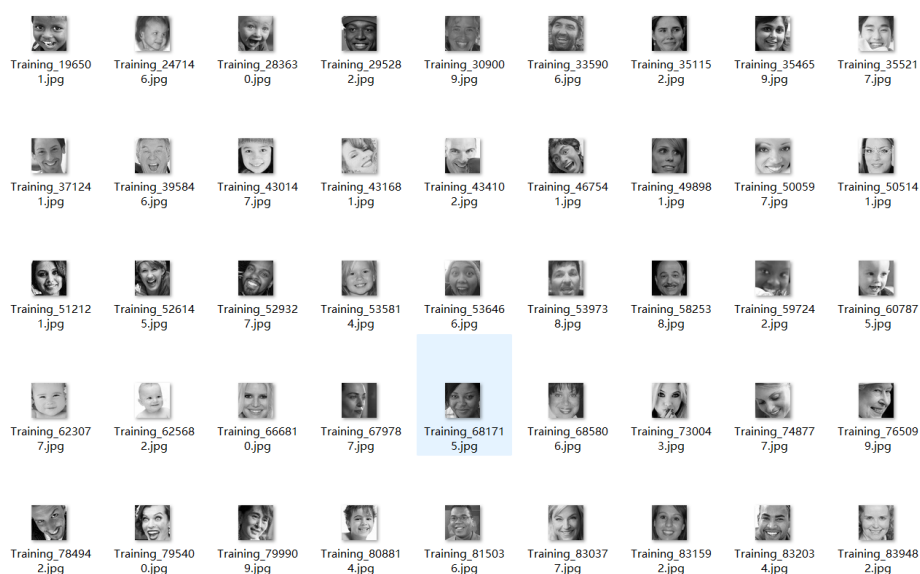 Training_19650 Training_24714 Training_28363 Training_29528 Training_30900 Training_33590 Training_35115 Training_35465 Training_35521
1.jpg 6.jpg 0.jpg 2.jpg 9.jpg 6.jpg 2.jpg 9.jpg 7.jpg
Training_37124 Training_39584 Training_43014 Training_43168 Training_43410 Training_46754 Training_49898 Training_50059 Training_50514
1.jpg 6.jpg 7.jpg 1.jpg 2.jpg 1.jpg 1.jpg 7.jpg 1.jpg
Training_51212 Training_52614 Training_52932 Training_53581 Training_53646 Training_53973 Training_58253 Training_59724 Training_60787
1.jpg 5.jpg 7.jpg 4.jpg 6.jpg 8.jpg 8.jpg 2.jpg 5.jpg
Training_62307 Training_62568 Training_66681 Training_67978 Training_68171 Training_68580 Training_73004 Training_74877 Training_76509
7.jpg 2.jpg 0.jpg 7.jpg 5.jpg 6.jpg 3.jpg 7.jpg 9.jpg
Training_78494 Training_79540 Training_79990 Training_80881 Training_81503 Training_83037 Training_83159 Training_83203 Training_83948
2.jpg 0.jpg 9.jpg 4.jpg 6.jpg 7.jpg 2.jpg 4.jpg 2.jpg